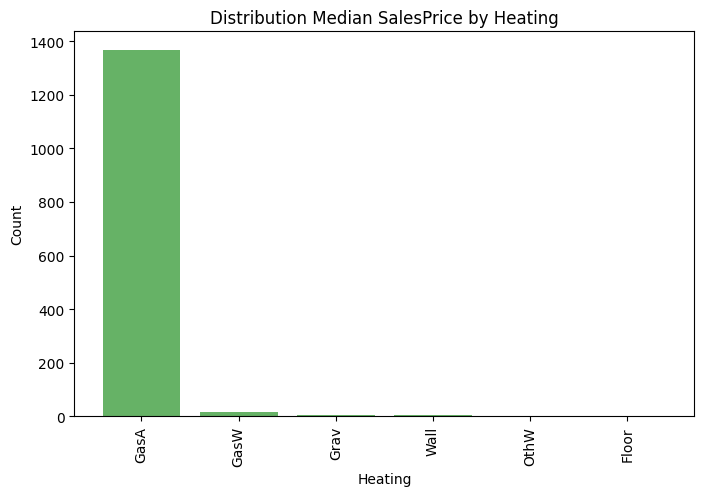 Distribution Median SalesPrice by Heating
1400
1200
1000
800
600
400
200
0
Count
GasA
GasW
Grav
Wall
OthW
Floor
Heating